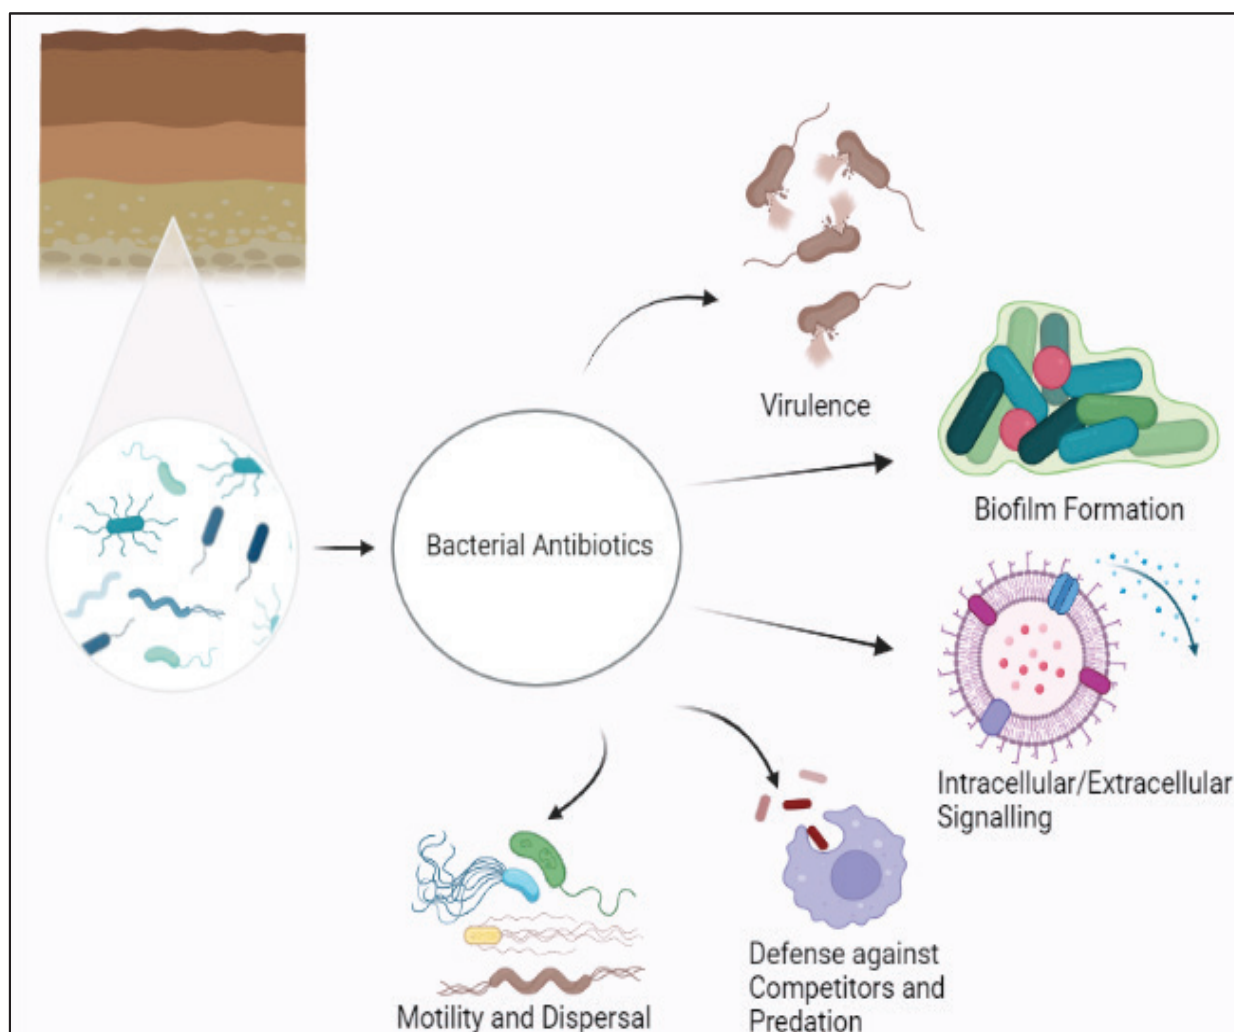 Virulence
Biofilm Formation
Bacterial Antibiotics
Intracellular/Extracellular
Signalling
Defense against
Competitors and
Predation
Motility and Dispersal